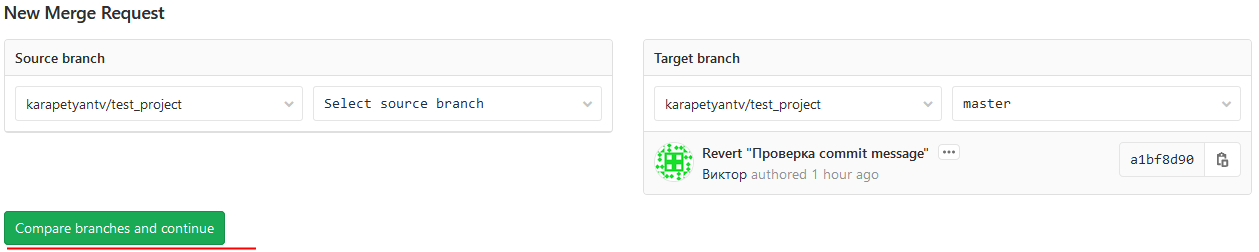 New Merge Request
Source branch
karapetyantv/test_project
Select source branch
Target branch
karapetyantv/test_project
master
Revert "Проверка commit message"
Виктор authored 1 hour ago
a1bf8d90
Compare branches and continue